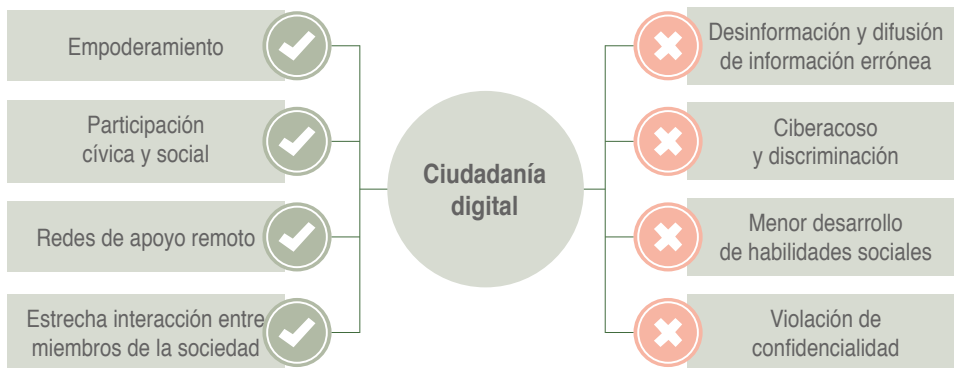 Empoderamiento
Participación
cívica y social
Redes de apoyo remoto
Estrecha interacción entre
miembros de la sociedad
Ciudadanía
digital
Desinformación y difusión
de información errónea
Ciberacoso
y discriminación
Menor desarrollo
de habilidades sociales
Violación de
confidencialidad